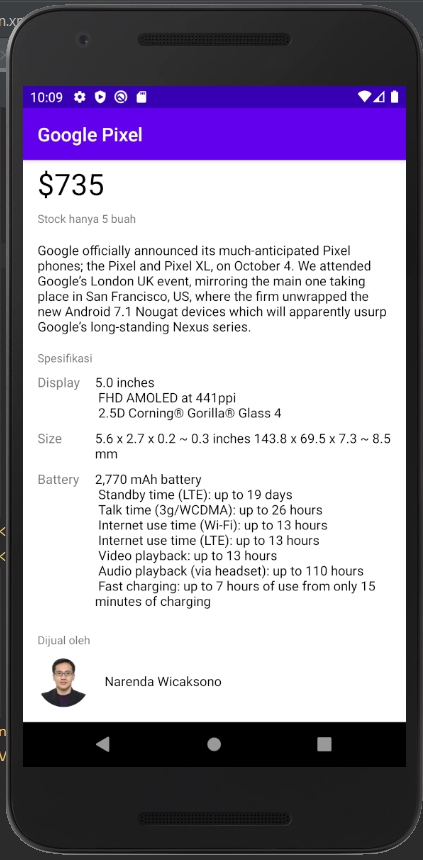 10:09
Google Pixel
$735
Stock hanya 5 buah
Google officially announced its much-anticipated Pixel
phones; the Pixel and Pixel XL, on October 4. We attended
Google's London UK event, mirroring the main one taking
place in San Francisco, US, where the firm unwrapped the
new Android 7.1 Nougat devices which will apparently usurp
Google's long-standing Nexus series.
Spesifikasi
Display 5.0 inches
FHD AMOLED at 441ppi
2.5D Corning® Gorilla® Glass 4
Size 5.6 x 2.7 x 0.2 ~ 0.3 inches 143.8 x 69.5 x 7.3 ~ 8.5
mm
Battery 2,770 mAh battery
Standby time (LTE): up to 19 days
Talk time (3g/WCDMA): up to 26 hours
Internet use time (Wi-Fi): up to 13 hours
Internet use time (LTE): up to 13 hours
Video playback: up to 13 hours
Audio playback (via headset): up to 110 hours
Fast charging: up to 7 hours of use from only 15
minutes of charging
Dijual oleh
Narenda Wicaksono